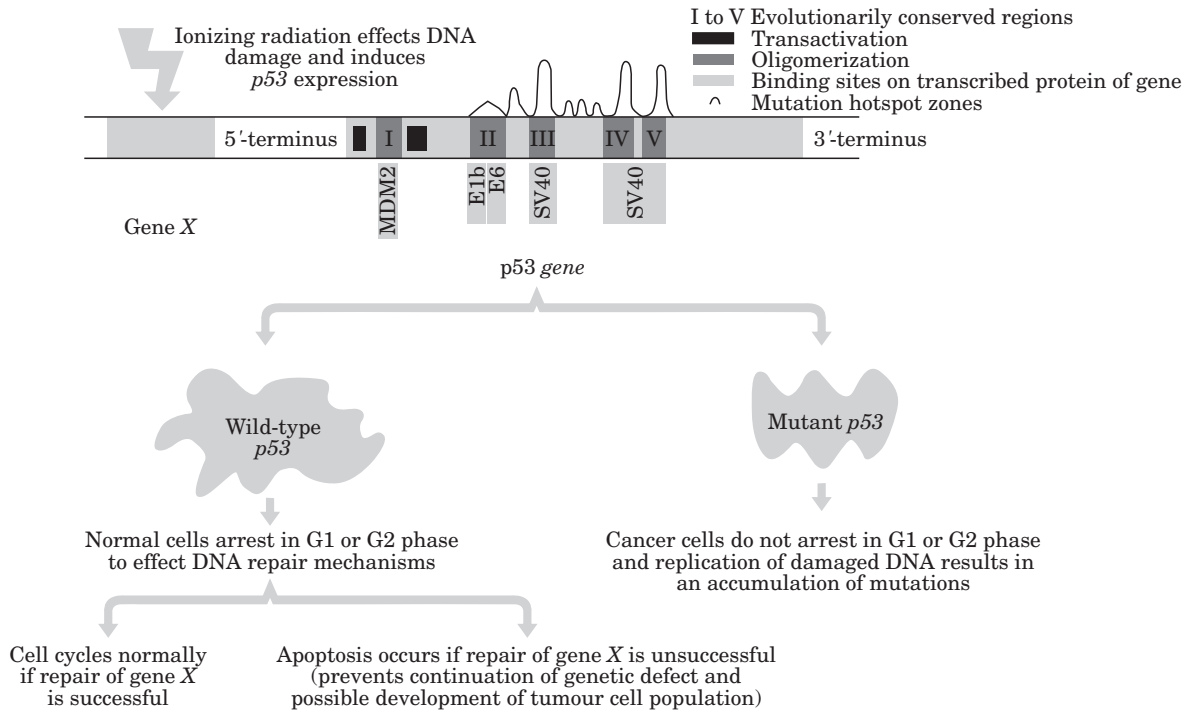 Ionizing radiation effects DNA
damage and induces
p53 expression
I to V Evolutionarily conserved regions
Transactivation
Oligomerization
Binding sites on transcribed protein of gene
Mutation hotspot zones
5′-terminus
I
II
III
IV
V
3′-terminus
MDM2
E1b
E6
SV40
SV40
Gene X
p53 gene
Wild-type
p53
Mutant p53
Normal cells arrest in G1 or G2 phase
to effect DNA repair mechanisms
Cancer cells do not arrest in G1 or G2 phase
and replication of damaged DNA results in
an accumulation of mutations
Cell cycles normally
if repair of gene X
is successful
Apoptosis occurs if repair of gene X is unsuccessful
(prevents continuation of genetic defect and
possible development of tumour cell population)